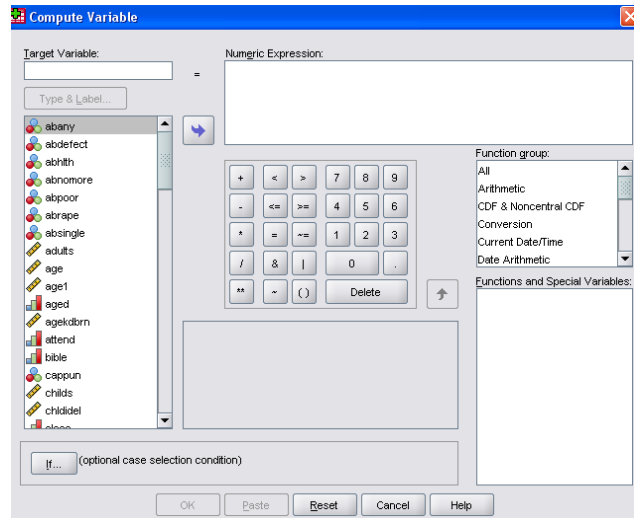 Compute Variable
Target Variable:
Numeric Expression:
=
Type & Label...
abany
abdefect
abhlth
abnomore
abpoor
abrape
absingle
adults
age
age1
aged
agekdbrn
attend
bible
cappun
childs
chldidel
+ < > 7 8 9
- <= >= 4 5 6
* = ~= 1 2 3
/ & | 0 .
** ~ ( ) Delete
Function group:
All
Arithmetic
CDF & Noncentral CDF
Conversion
Current Date/Time
Date Arithmetic
Functions and Special Variables:
If... (optional case selection condition)
OK Paste Reset Cancel Help